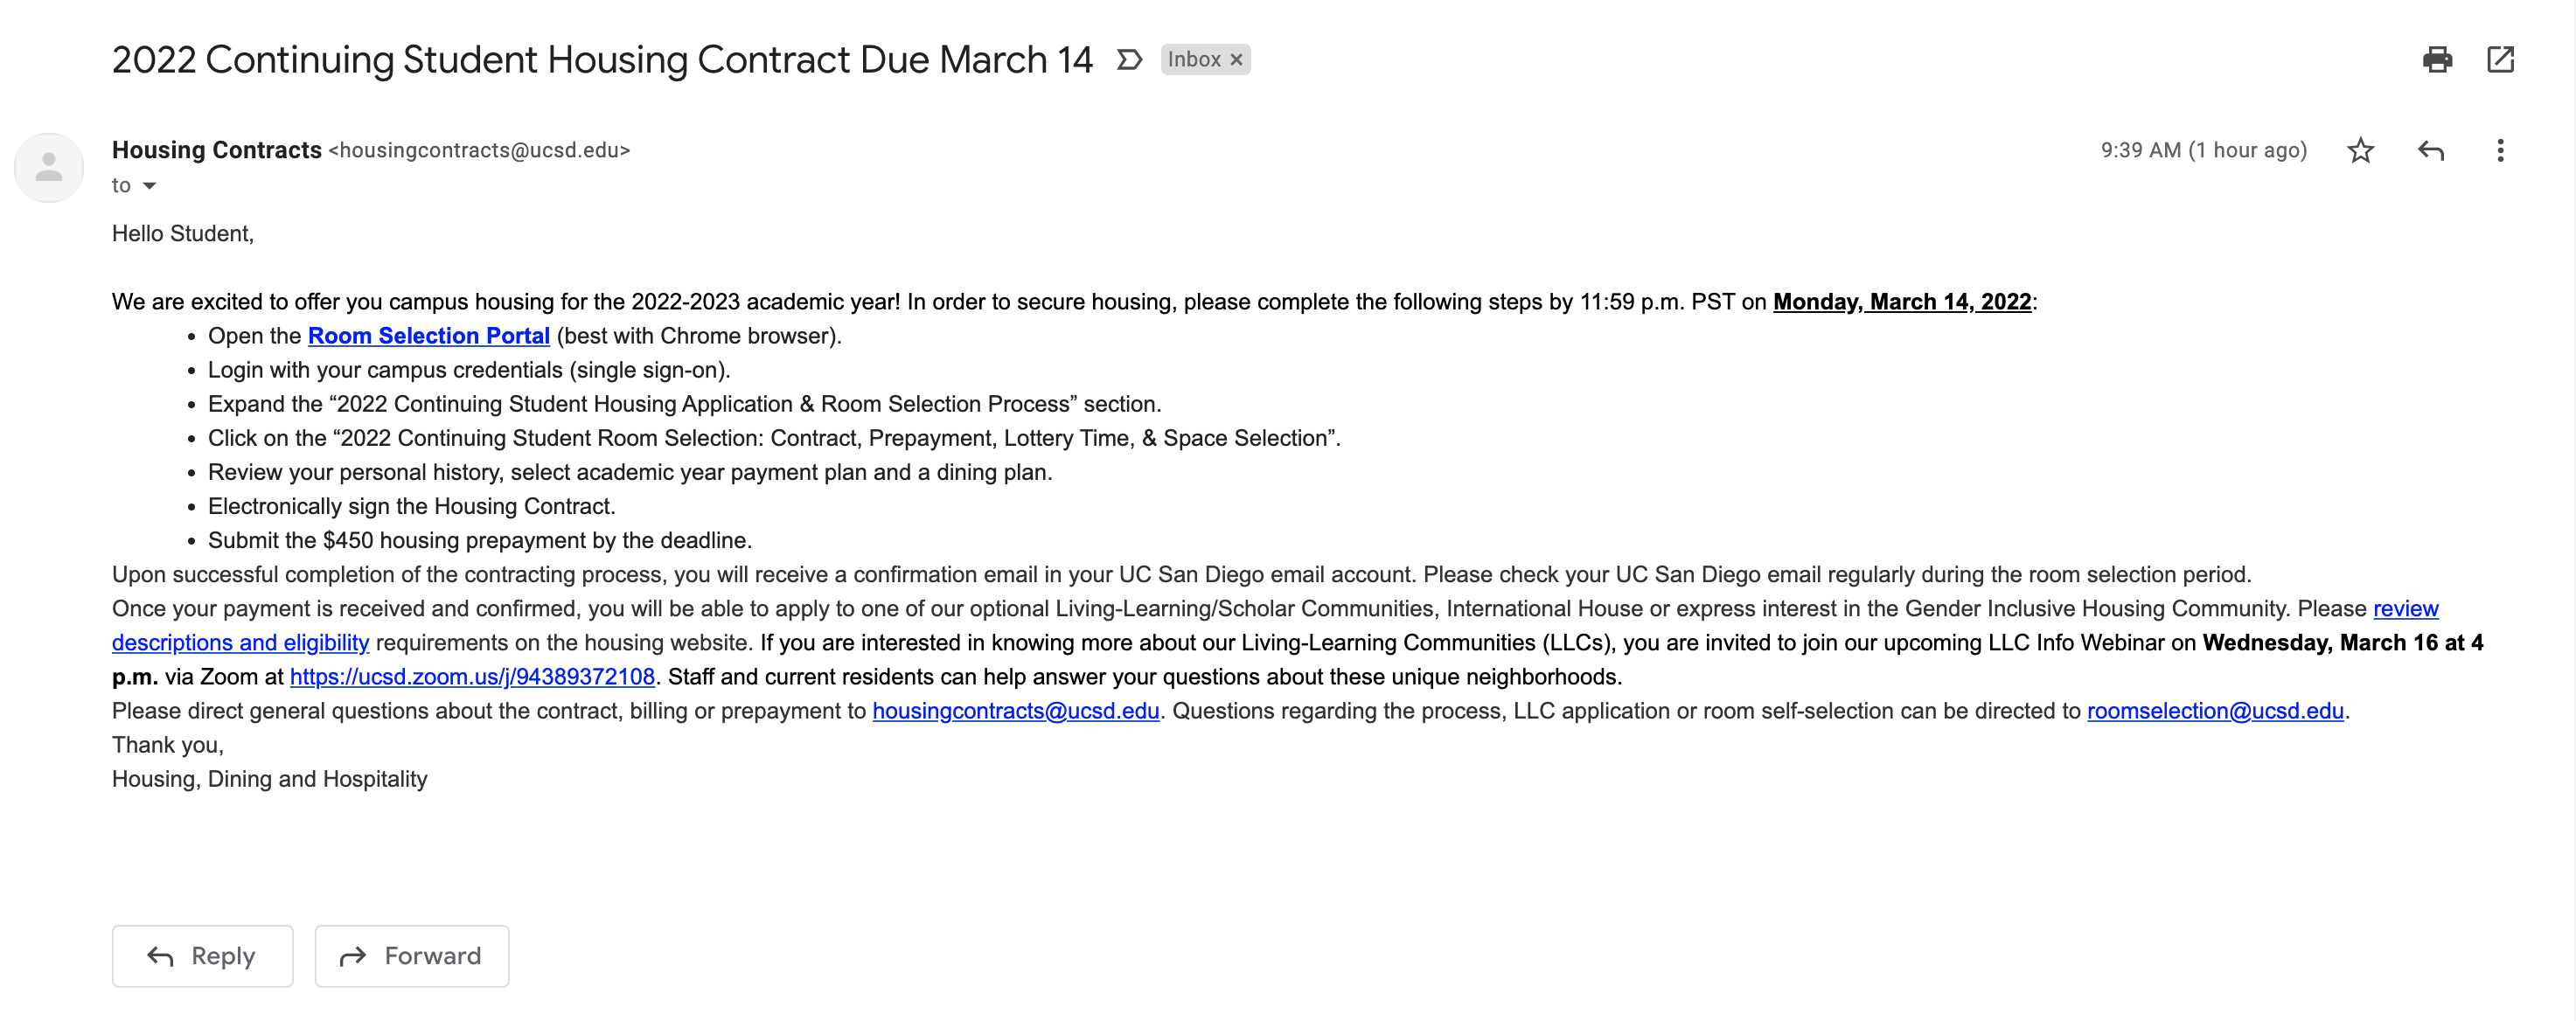 2022 Continuing Student Housing Contract Due March 14 Inbox ×
Housing Contracts <housingcontracts@ucsd.edu> 9:39 AM (1 hour ago)
to
Hello Student,
We are excited to offer you campus housing for the 2022-2023 academic year! In order to secure housing, please complete the following steps by 11:59 p.m. PST on Monday, March 14, 2022:
• Open the Room Selection Portal (best with Chrome browser).
• Login with your campus credentials (single sign-on).
• Expand the “2022 Continuing Student Housing Application & Room Selection Process” section.
• Click on the “2022 Continuing Student Room Selection: Contract, Prepayment, Lottery Time, & Space Selection”.
• Review your personal history, select academic year payment plan and a dining plan.
• Electronically sign the Housing Contract.
• Submit the $450 housing prepayment by the deadline.
Upon successful completion of the contracting process, you will receive a confirmation email in your UC San Diego email account. Please check your UC San Diego email regularly during the room selection period.
Once your payment is received and confirmed, you will be able to apply to one of our optional Living-Learning/Scholar Communities, International House or express interest in the Gender Inclusive Housing Community. Please review
descriptions and eligibility requirements on the housing website. If you are interested in knowing more about our Living-Learning Communities (LLCs), you are invited to join our upcoming LLC Info Webinar on Wednesday, March 16 at 4
p.m. via Zoom at https://ucsd.zoom.us/j/94389372108. Staff and current residents can help answer your questions about these unique neighborhoods.
Please direct general questions about the contract, billing or prepayment to housingcontracts@ucsd.edu. Questions regarding the process, LLC application or room self-selection can be directed to roomselection@ucsd.edu.
Thank you,
Housing, Dining and Hospitality
Reply Forward